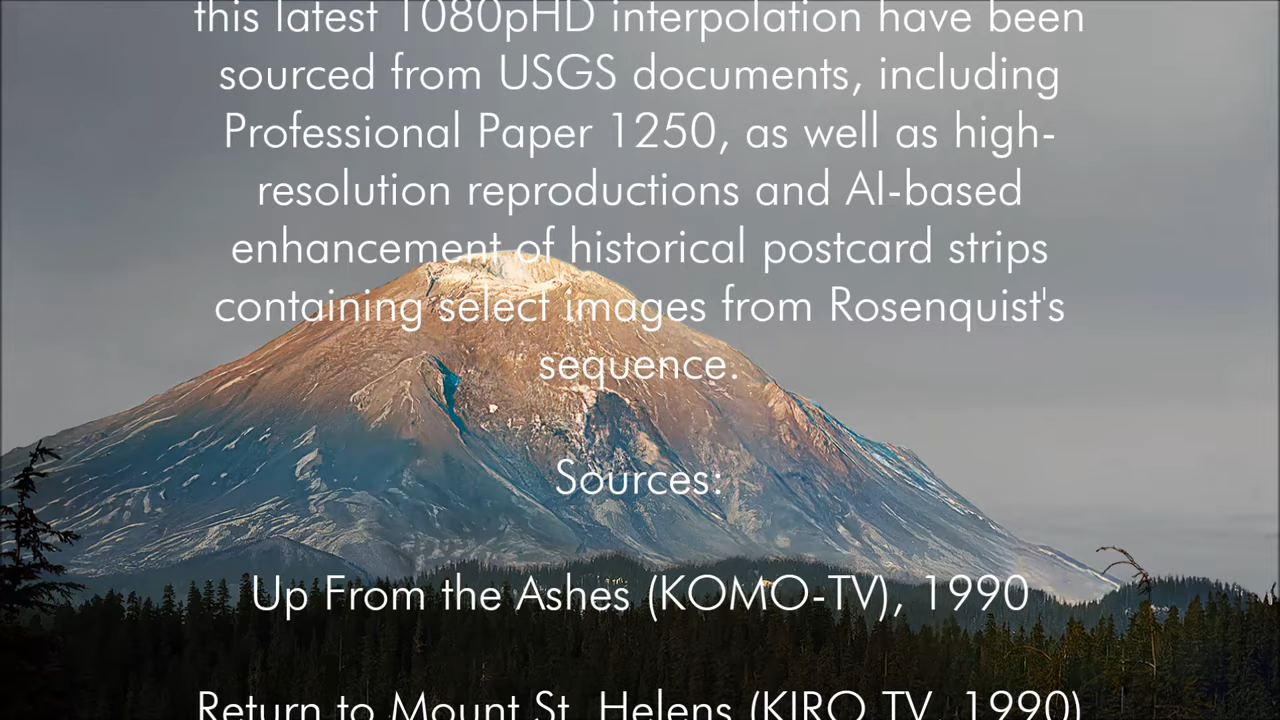 this latest 1080pHD interpolation have been
sourced from USGS documents, including
Professional Paper 1250, as well as high-
resolution reproductions and AI-based
enhancement of historical postcard strips
containing select images from Rosenquist's
sequence.
Sources:
Up From the Ashes (KOMO-TV), 1990
Return to Mount St. Helens (KIRO TV, 1990)